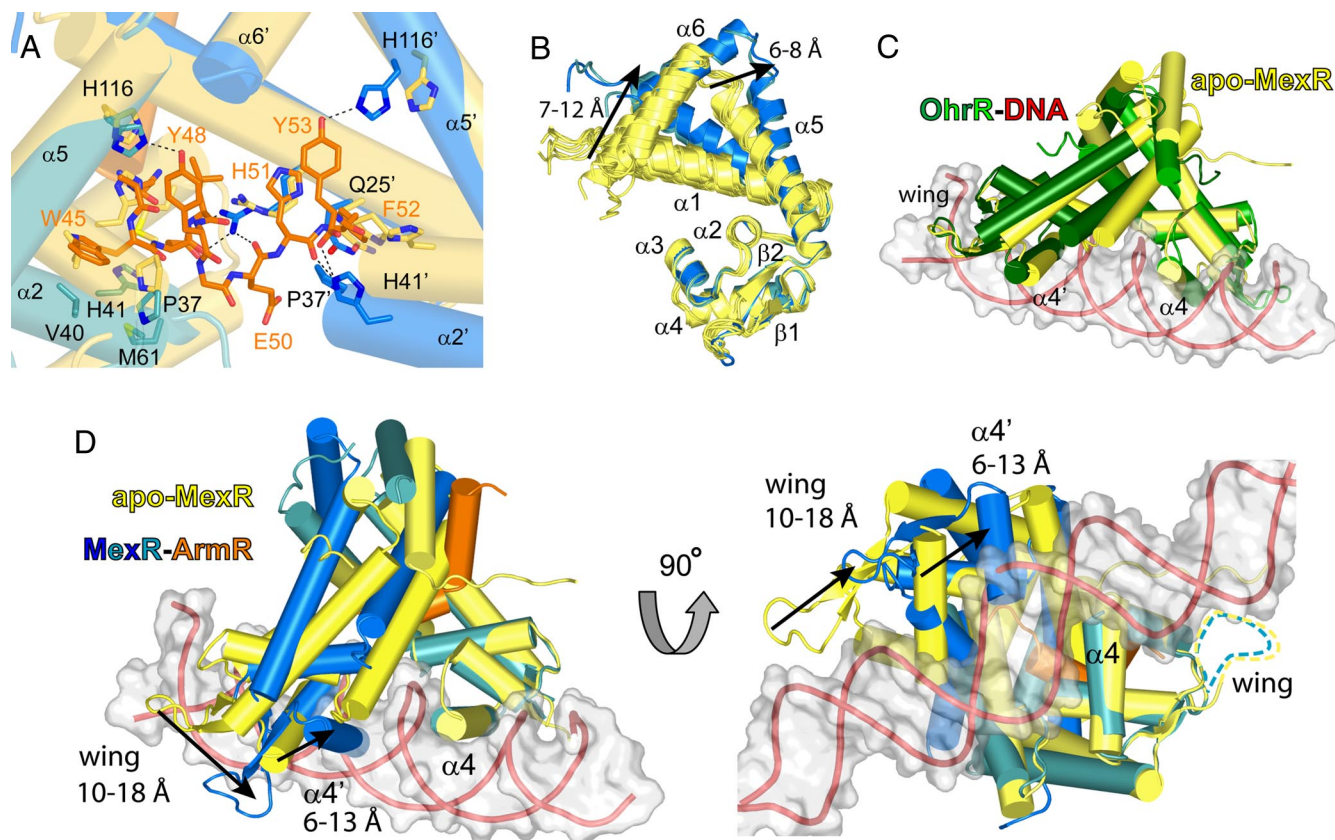 A
α6'
H116'
H116
Y48
Y53
α5'
α5
H51
Q25'
W45
F52
α2
H41
P37
P37'
H41'
V40
E50
α2'
M61
B
α6
6-8 Å
7-12 Å
α5
α1
α3
α2
β2
α4
β1
C
apo-MexR
OhrR-DNA
wing
α4'
α4
D
apo-MexR
MexR-ArmR
wing
10-18 Å
α4'
6-13 Å
α4
90°
α4'
6-13 Å
wing
10-18 Å
α4
wing